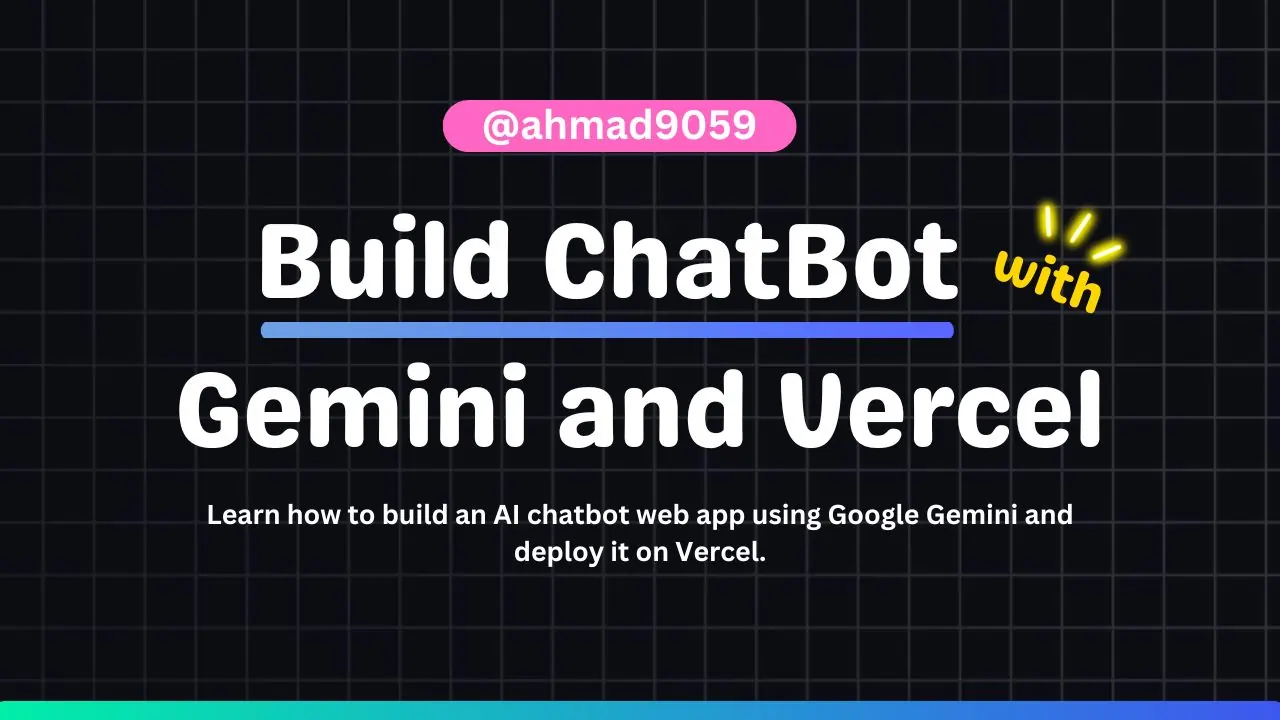 @ahmad9059
Build ChatBot with
Gemini and Vercel
Learn how to build an AI chatbot web app using Google Gemini and
deploy it on Vercel.